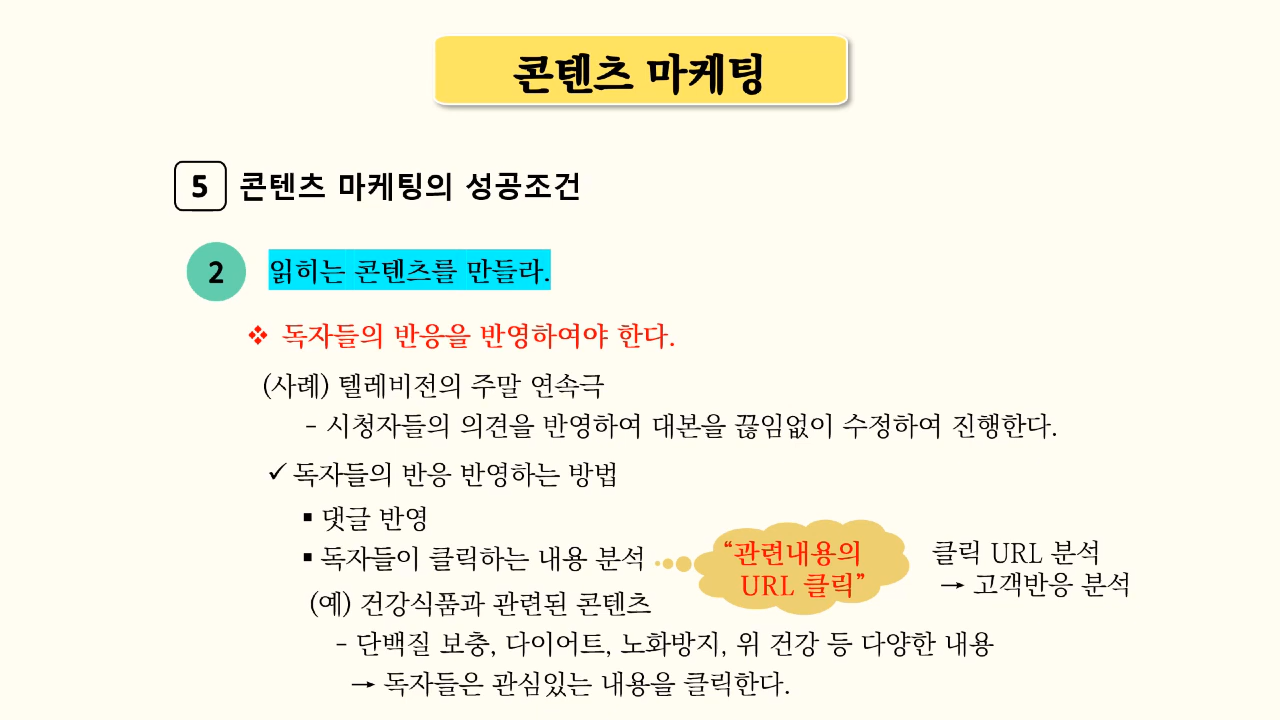 콘텐츠 마케팅
5 콘텐츠 마케팅의 성공조건
2 읽히는 콘텐츠를 만들라.
❖ 독자들의 반응을 반영하여야 한다.
(사례) 텔레비전의 주말 연속극
- 시청자들의 의견을 반영하여 대본을 끊임없이 수정하여 진행한다.
✓ 독자들의 반응 반영하는 방법
▪ 댓글 반영
▪ 독자들이 클릭하는 내용 분석
“관련내용의
URL 클릭”
클릭 URL 분석
→ 고객반응 분석
(예) 건강식품과 관련된 콘텐츠
- 단백질 보충, 다이어트, 노화방지, 위 건강 등 다양한 내용
→ 독자들은 관심있는 내용을 클릭한다.